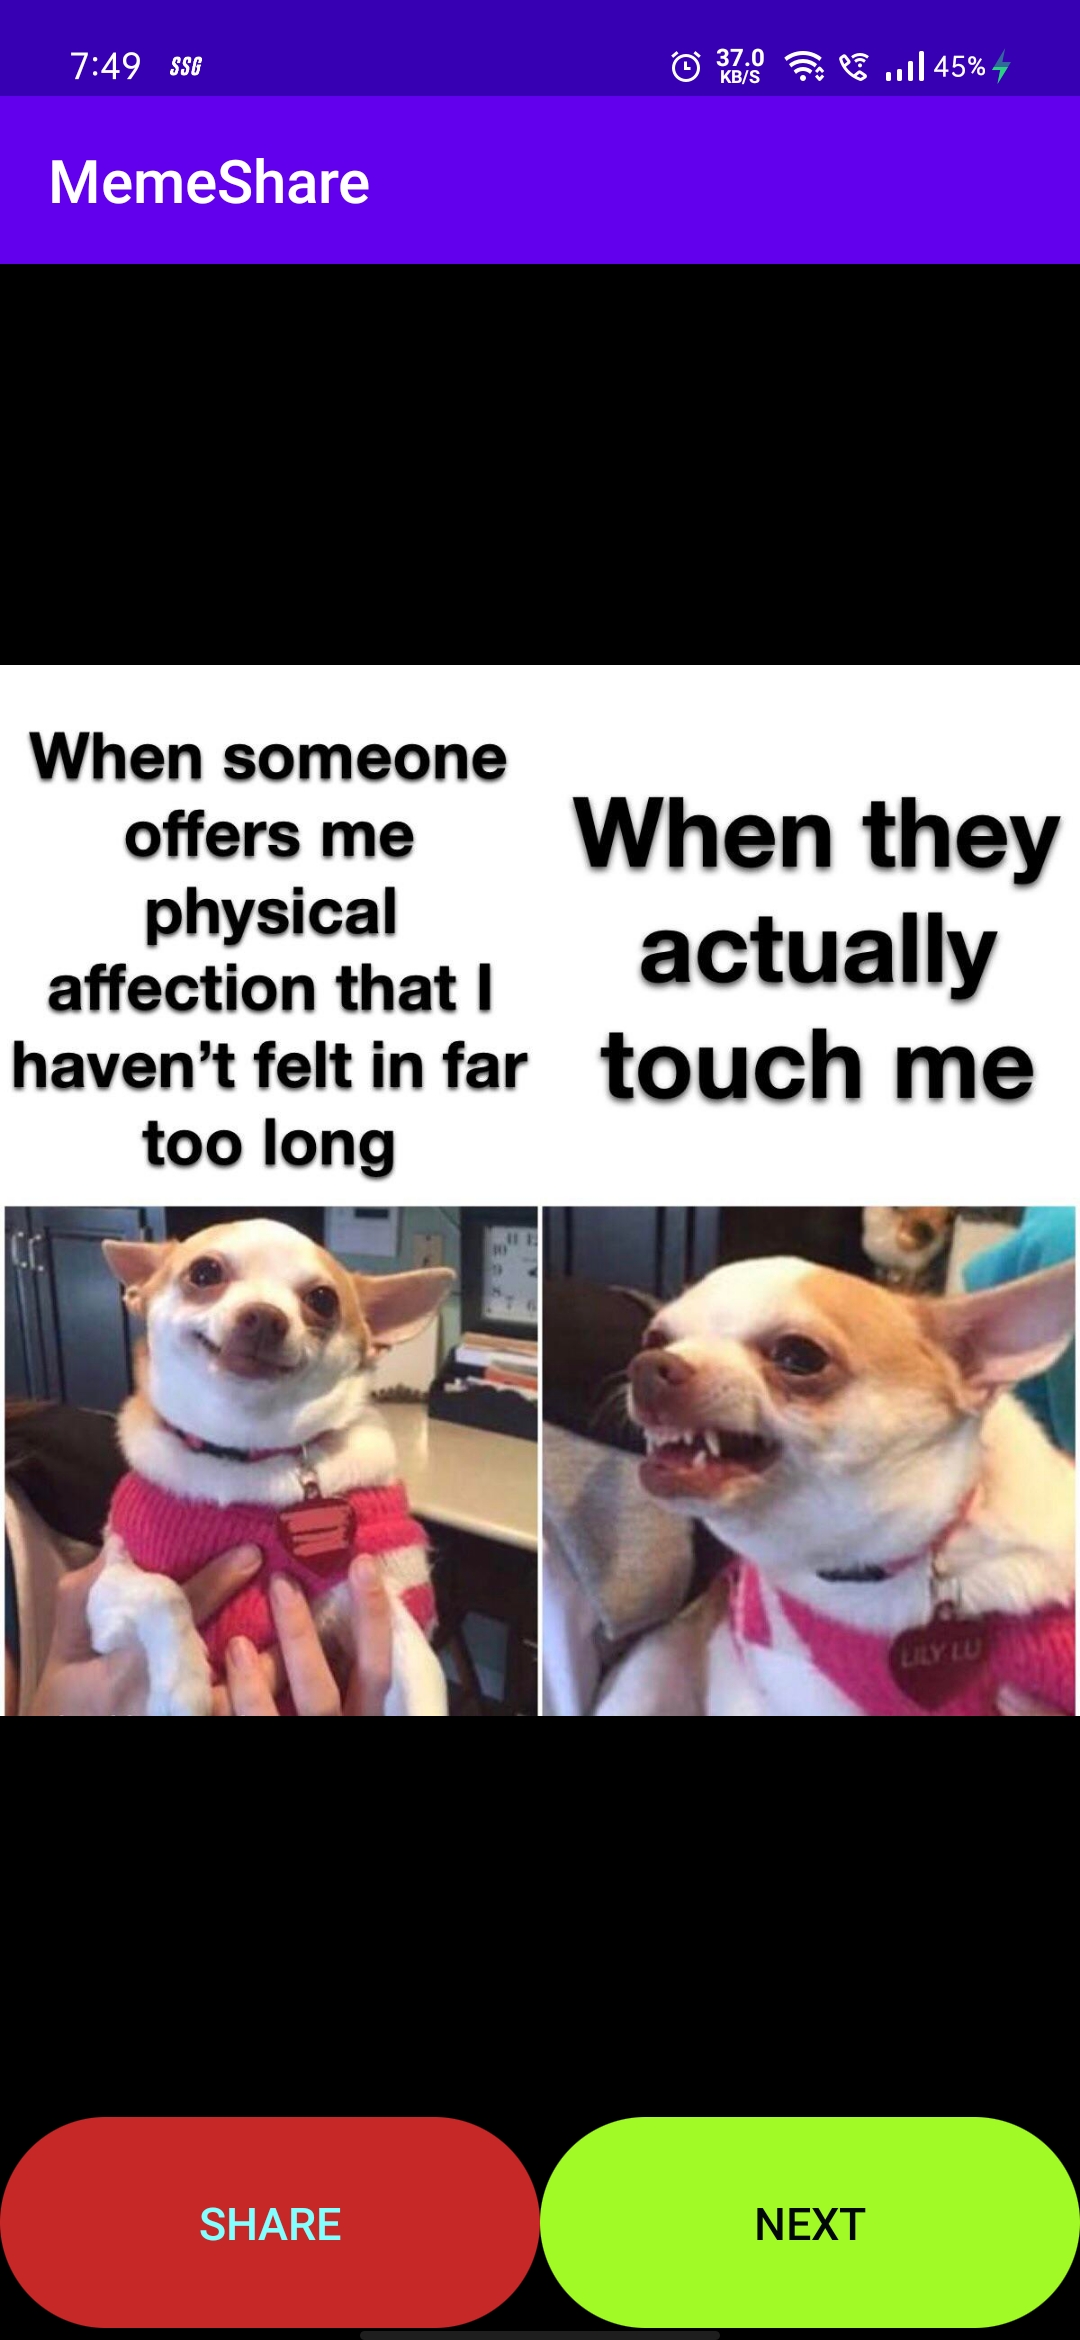 7:49 SSG 37.0 KB/S 45%
MemeShare
When someone
offers me
physical
affection that I
haven’t felt in far
too long
When they
actually
touch me
LILY LU
SHARE
NEXT